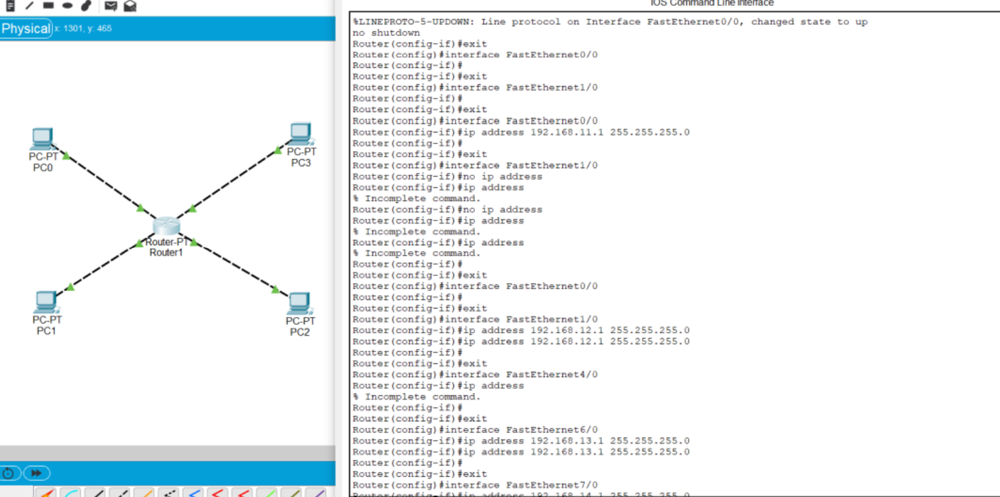 Physical x: 1301, y: 465
PC-PT
PC0
PC-PT
PC3
Router-PT
Router1
PC-PT
PC1
PC-PT
PC2
IOS Command Line Interface
%LINEPROTO-5-UPDOWN: Line protocol on Interface FastEthernet0/0, changed state to up
no shutdown
Router(config-if)#exit
Router(config)#interface FastEthernet0/0
Router(config-if)#
Router(config-if)#exit
Router(config)#interface FastEthernet1/0
Router(config-if)#
Router(config-if)#exit
Router(config)#interface FastEthernet0/0
Router(config-if)#ip address 192.168.11.1 255.255.255.0
Router(config-if)#
Router(config-if)#exit
Router(config)#interface FastEthernet1/0
Router(config-if)#no ip address
Router(config-if)#ip address
% Incomplete command.
Router(config-if)#no ip address
Router(config-if)#ip address
% Incomplete command.
Router(config-if)#ip address
% Incomplete command.
Router(config-if)#
Router(config-if)#exit
Router(config)#interface FastEthernet0/0
Router(config-if)#
Router(config-if)#exit
Router(config)#interface FastEthernet1/0
Router(config-if)#ip address 192.168.12.1 255.255.255.0
Router(config-if)#ip address 192.168.12.1 255.255.255.0
Router(config-if)#
Router(config-if)#exit
Router(config)#interface FastEthernet4/0
Router(config-if)#ip address
% Incomplete command.
Router(config-if)#
Router(config-if)#exit
Router(config)#interface FastEthernet6/0
Router(config-if)#ip address 192.168.13.1 255.255.255.0
Router(config-if)#ip address 192.168.13.1 255.255.255.0
Router(config-if)#
Router(config-if)#exit
Router(config)#interface FastEthernet7/0
Router(config-if)#ip address 192.168.14.1 255.255.255.0